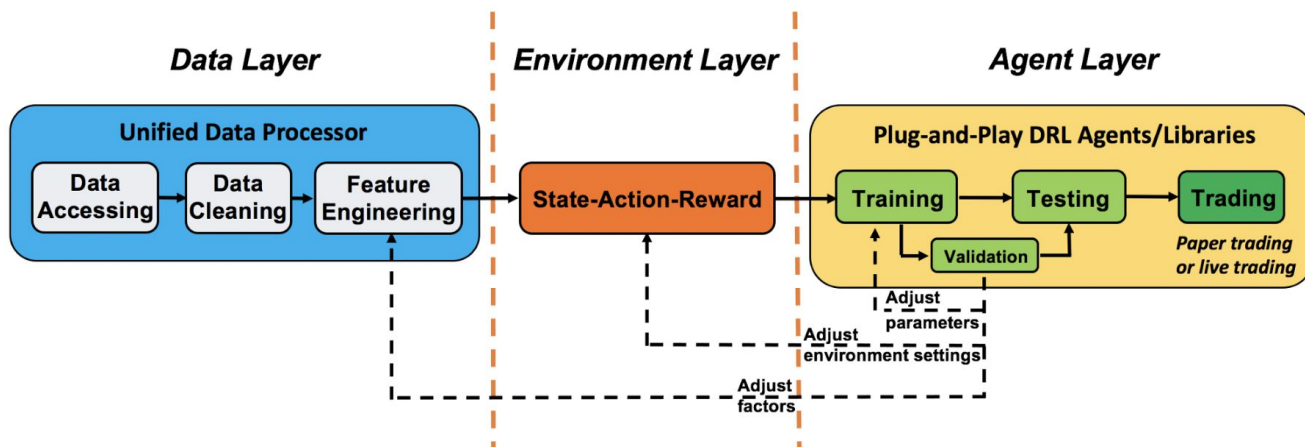 Data Layer
Environment Layer
Agent Layer
Unified Data Processor
Data
Accessing
Data
Cleaning
Feature
Engineering
State-Action-Reward
Plug-and-Play DRL Agents/Libraries
Training
Testing
Trading
Validation
Paper trading
or live trading
Adjust
parameters
Adjust
environment settings
Adjust
factors